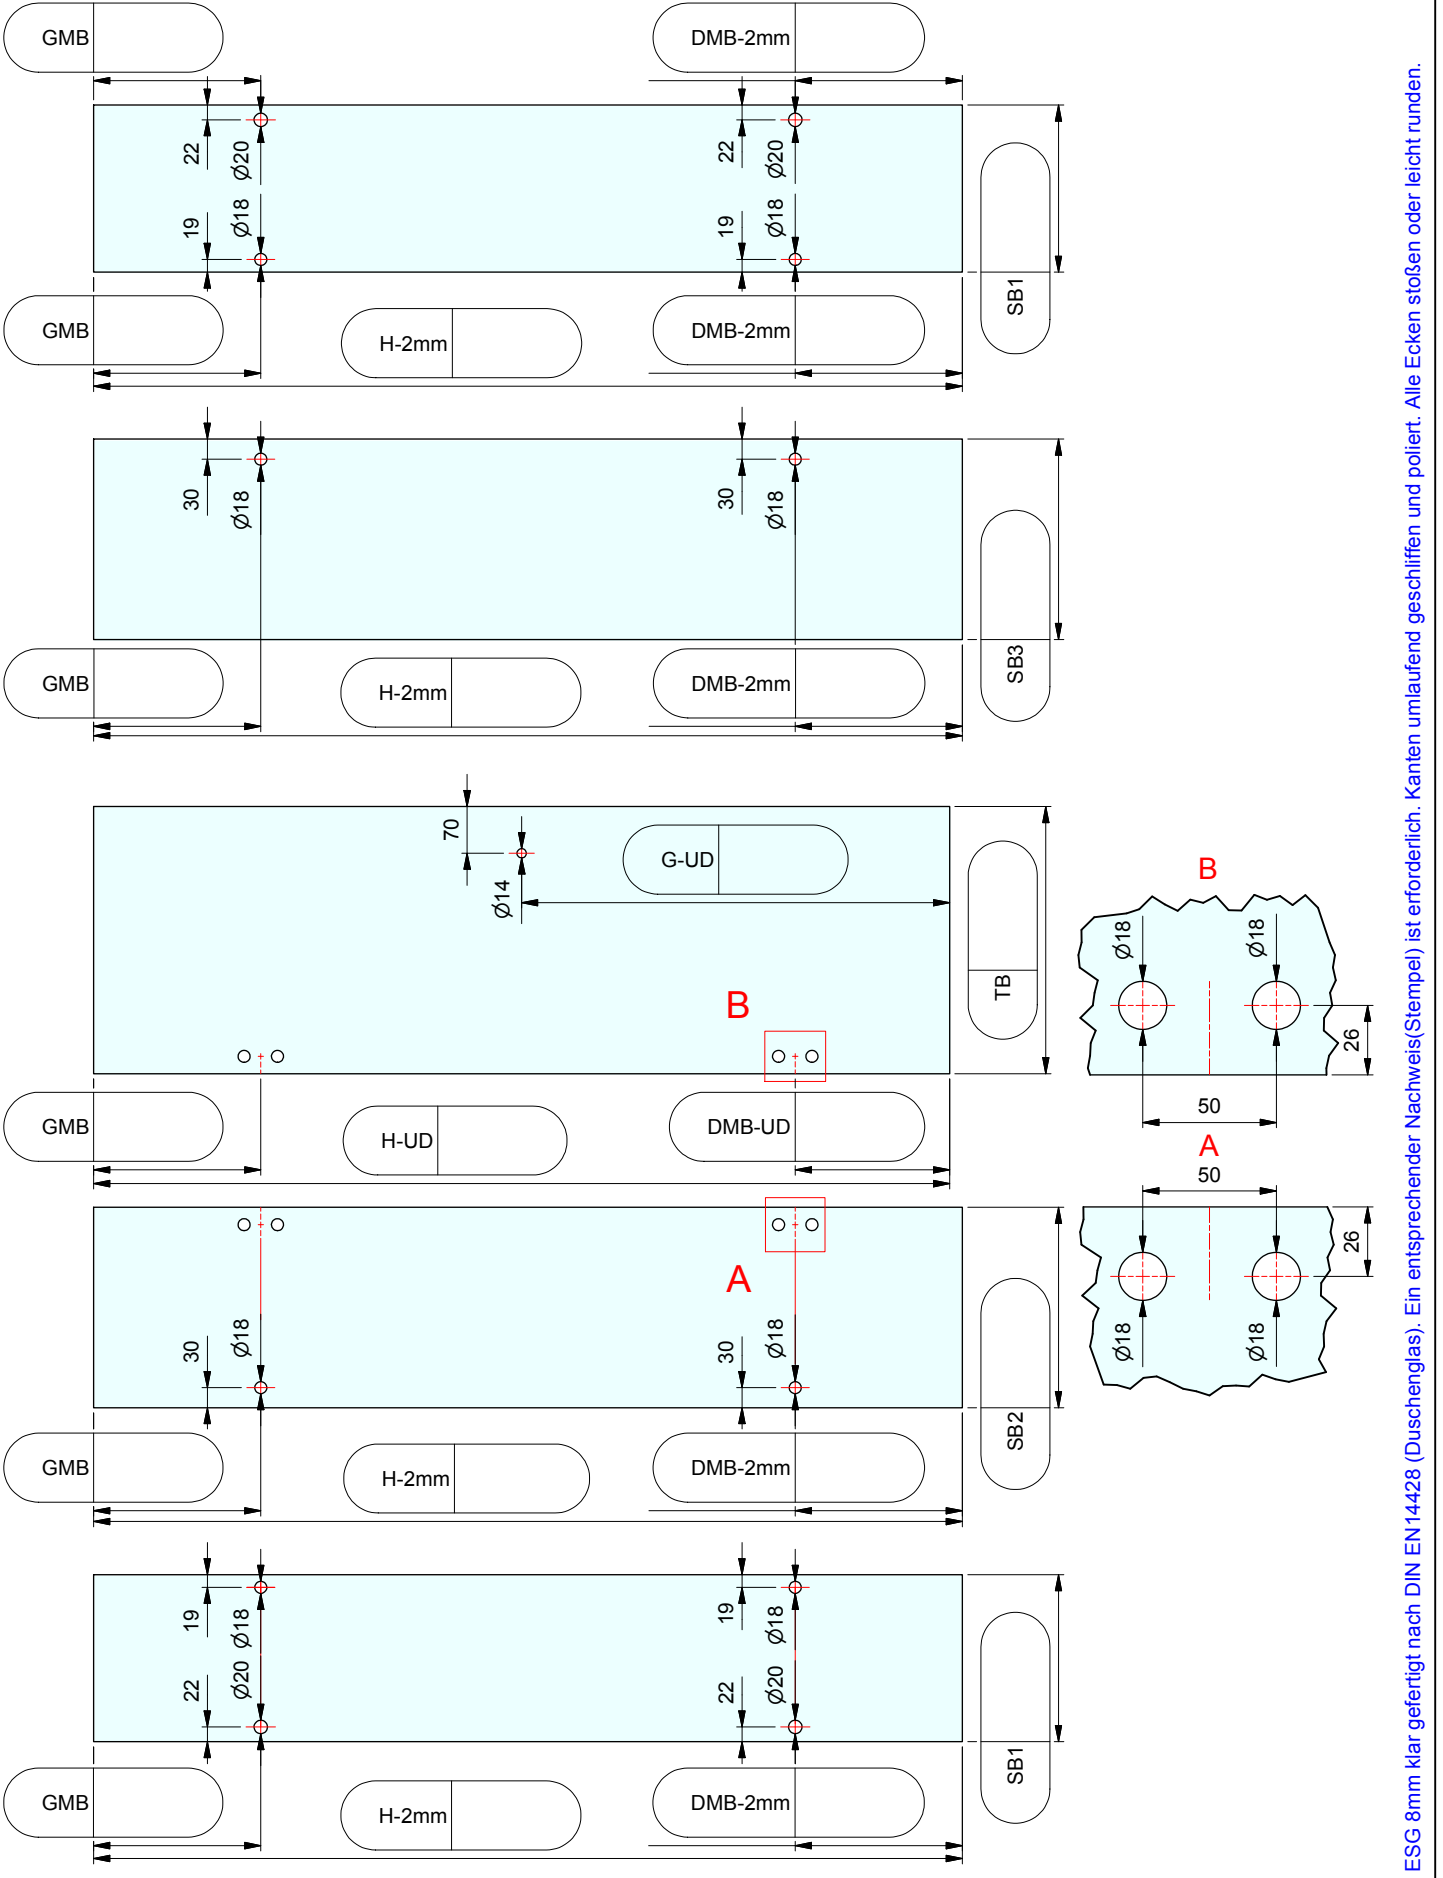 GMB
DMB-2mm
22
Ø20
22
Ø20
19
Ø18
19
Ø18
SB1
GMB
H-2mm
DMB-2mm
30
Ø18
30
Ø18
SB3
GMB
H-2mm
DMB-2mm
70
Ø14
G-UD
TB
B
GMB
H-UD
DMB-UD
B
Ø18
Ø18
26
50
A
50
26
Ø18
Ø18
A
30
Ø18
30
Ø18
SB2
GMB
H-2mm
DMB-2mm
19
Ø18
19
Ø18
22
Ø20
22
Ø20
SB1
GMB
H-2mm
DMB-2mm
ESG 8mm klar gefertigt nach DIN EN14428 (Duschenglas). Ein entsprechender Nachweis(Stempel) ist erforderlich. Kanten umlaufend geschliffen und poliert. Alle Ecken stoßen oder leicht runden.